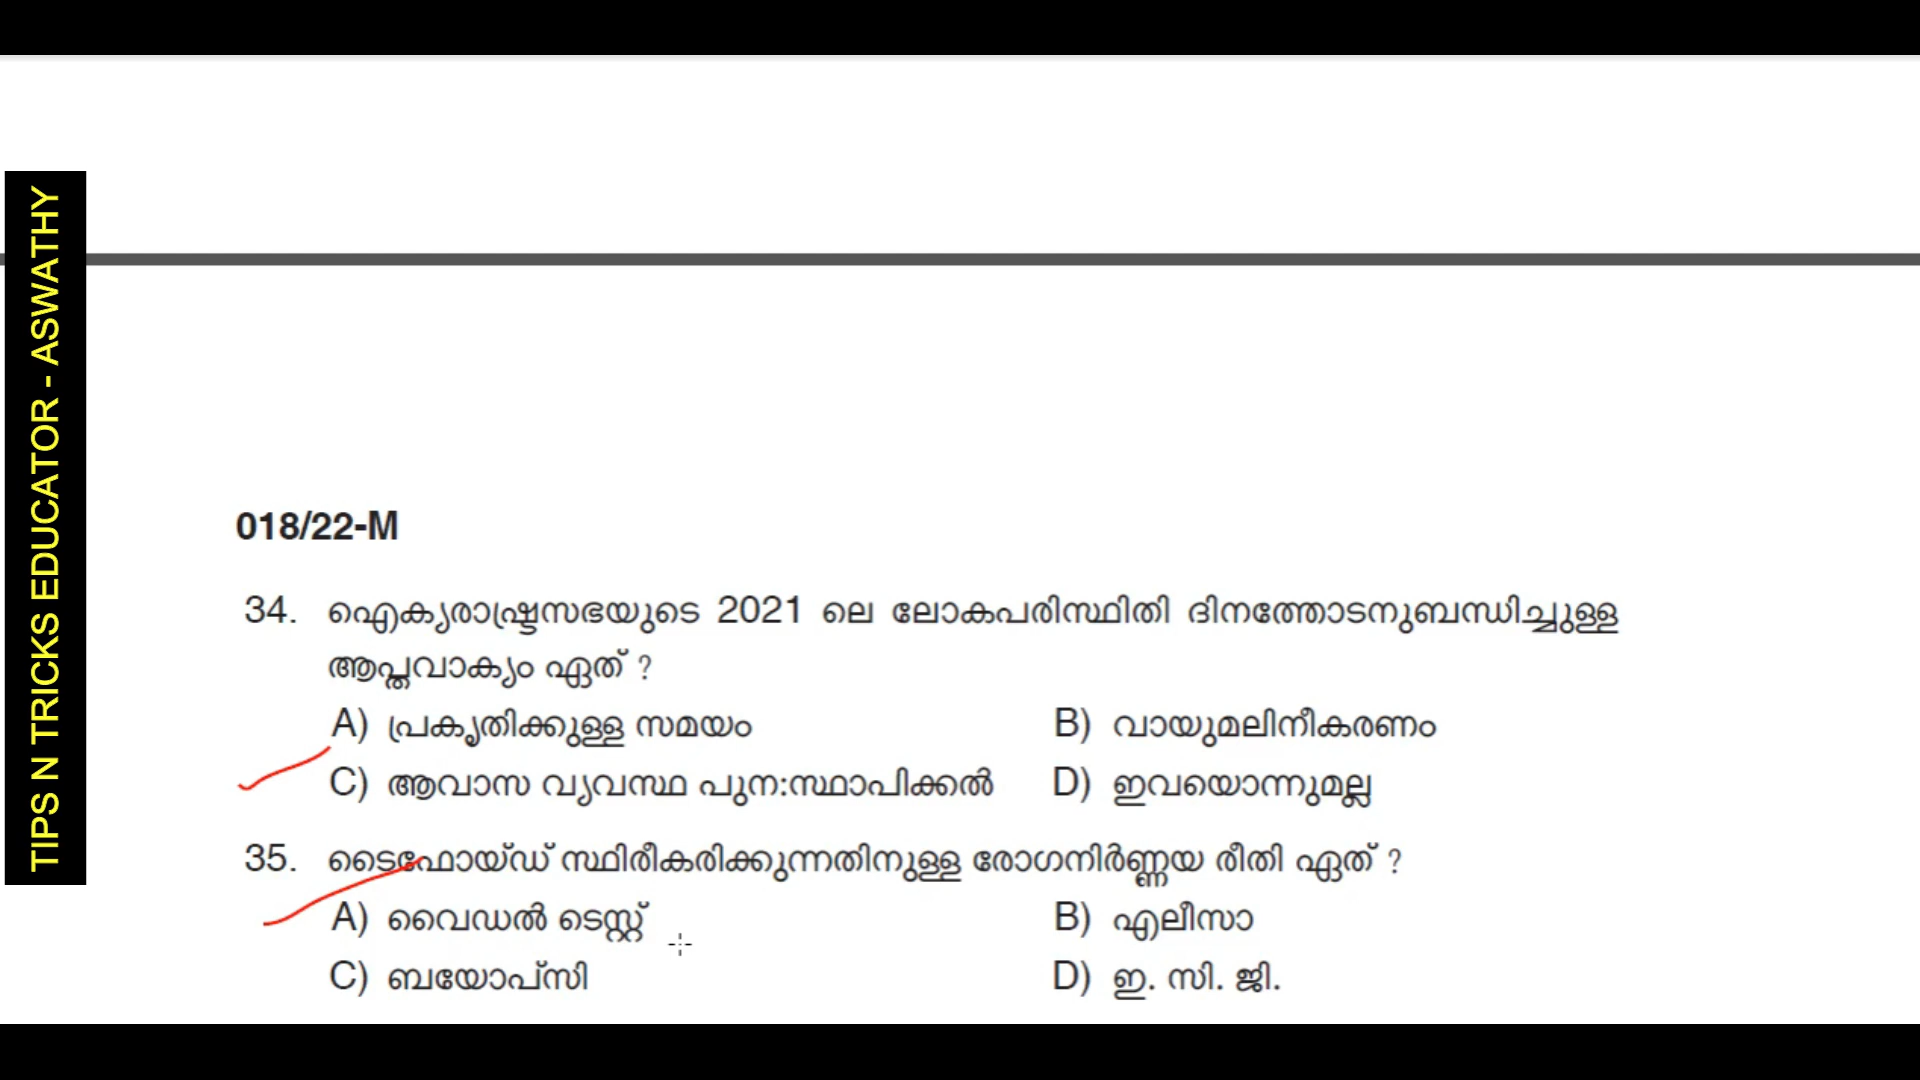 TIPS N TRICKS EDUCATOR - ASWATHY
018/22-M
34. ഐക്യരാഷ്ട്രസഭയുടെ 2021 ലെ ലോകപരിസ്ഥിതി ദിനത്തോടനുബന്ധിച്ചുള്ള
ആപ്തവാക്യം ഏത് ?
A) പ്രകൃതിക്കുള്ള സമയം B) വായുമലിനീകരണം
C) ആവാസ വ്യവസ്ഥ പുന:സ്ഥാപിക്കൽ D) ഇവയൊന്നുമല്ല
35. ടൈഫോയ്ഡ് സ്ഥിരീകരിക്കുന്നതിനുള്ള രോഗനിർണ്ണയ രീതി ഏത് ?
A) വൈഡൽ ടെസ്റ്റ് B) എലീസാ
C) ബയോപ്സി D) ഇ. സി. ജി.